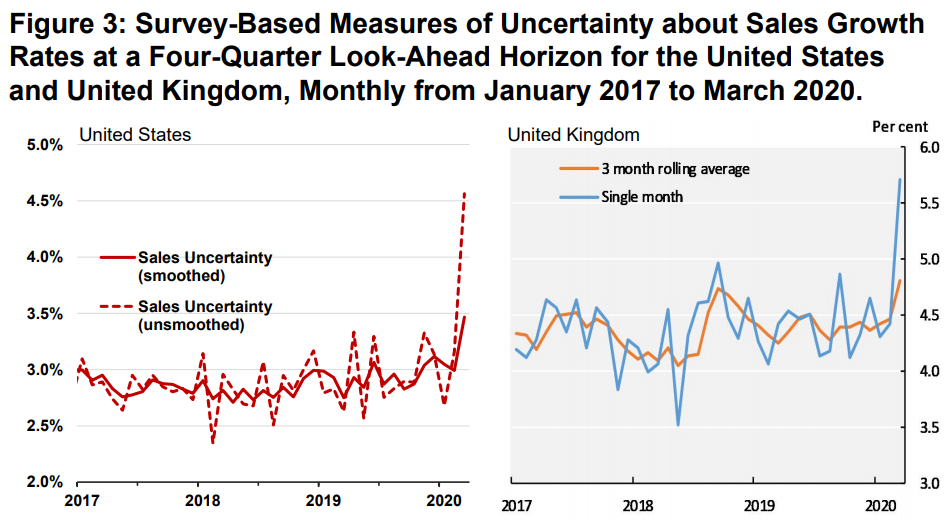 Figure 3: Survey-Based Measures of Uncertainty about Sales Growth
Rates at a Four-Quarter Look-Ahead Horizon for the United States
and United Kingdom, Monthly from January 2017 to March 2020.
United States
5.0%
4.5%
4.0%
3.5%
3.0%
2.5%
2.0%
Sales Uncertainty
(smoothed)
Sales Uncertainty
(unsmoothed)
2017
2018
2019
2020
United Kingdom
Per cent
3 month rolling average
Single month
6.0
5.5
5.0
4.5
4.0
3.5
3.0
2017
2018
2019
2020